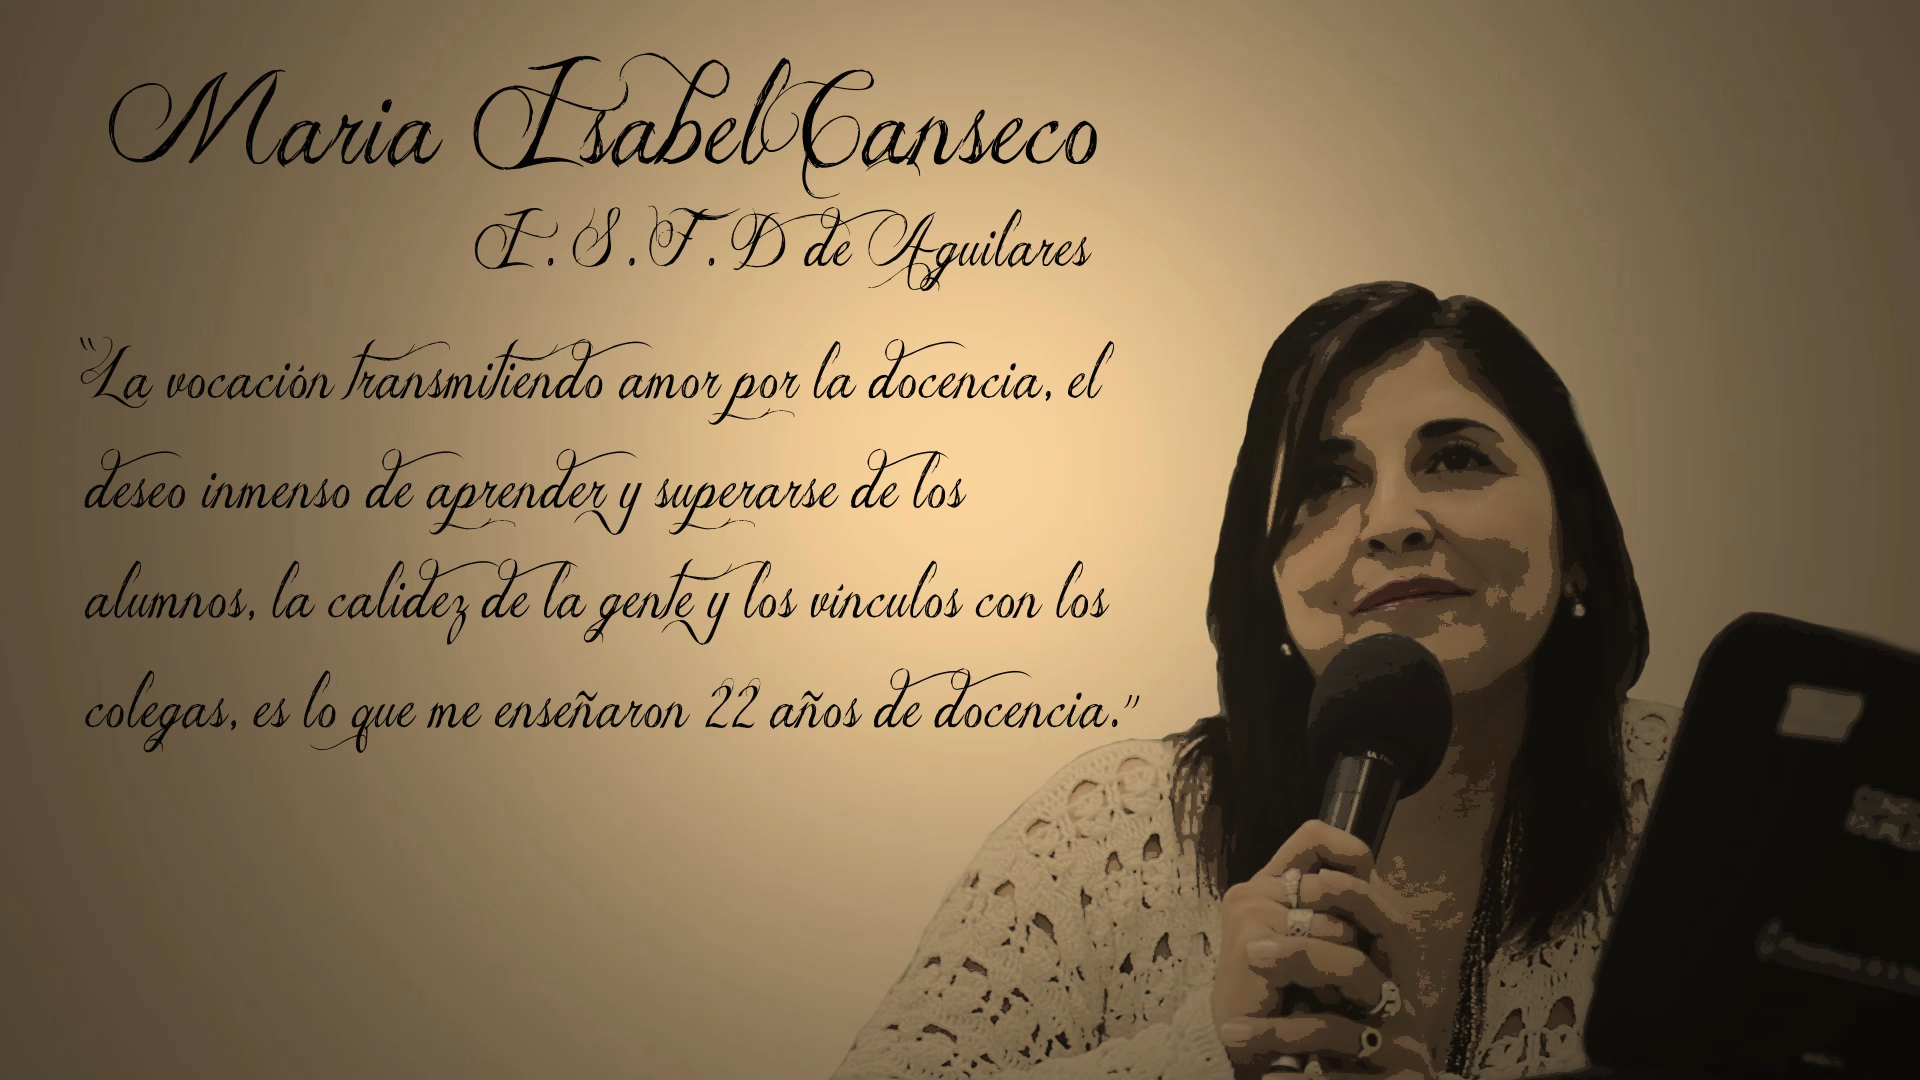 Maria Isabel Canseco
I.S.F.D de Aguilares
"La vocación transmitiendo amor por la docencia, el
deseo inmenso de aprender y superarse de los
alumnos, la calidez de la gente y los vínculos con los
colegas, es lo que me enseñaron 22 años de docencia."